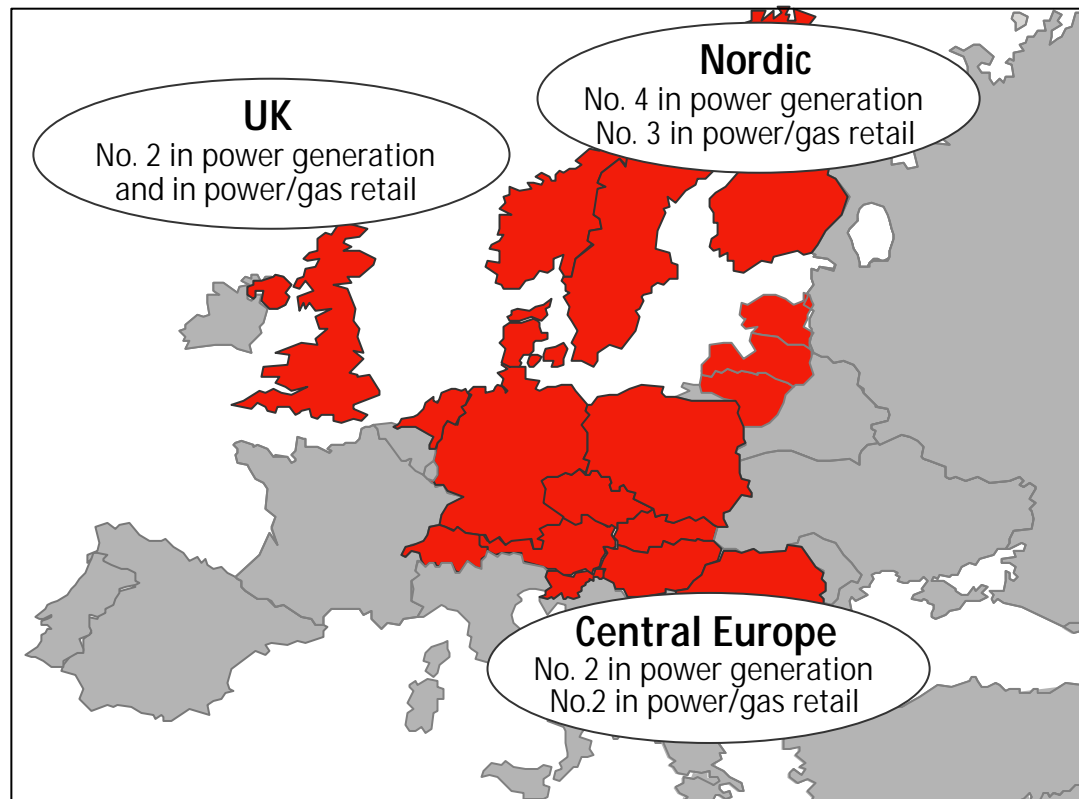 Nordic
No. 4 in power generation
No. 3 in power/gas retail
UK
No. 2 in power generation
and in power/gas retail
Central Europe
No. 2 in power generation
No.2 in power/gas retail